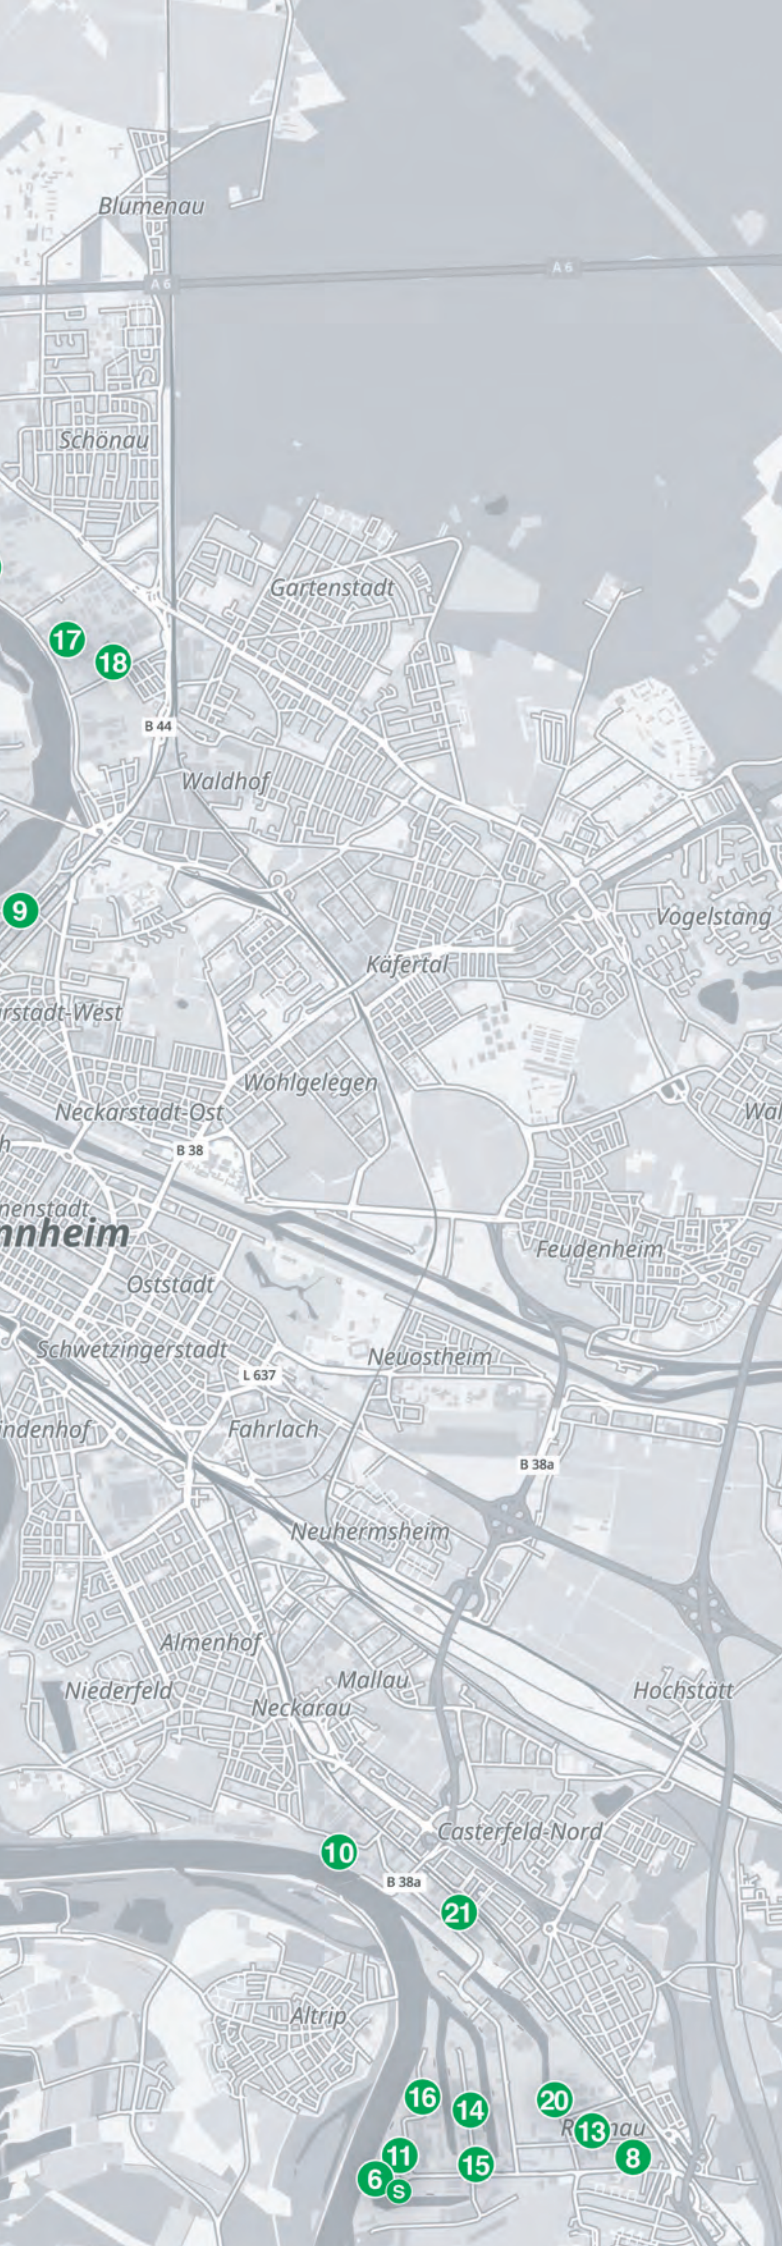 Blumenau
A 6
A 6
Schönau
Gartenstadt
17
18
B 44
Waldhof
9
Vogelstang
Käfertal
rstadt-West
Wohlgelegen
Neckarstadt-Ost
Wal
h
B 38
nenstadt
nnheim
Feudenheim
Oststadt
Schwetzingerstadt
Neuostheim
L 637
indenhof
Fahrlach
B 38a
Neuhermsheim
Almenhof
Niederfeld
Mallau
Hochstätt
Neckarau
Casterfeld-Nord
10
B 38a
21
Altrip
16
14
20
R
13
nau
11
15
8
6
S